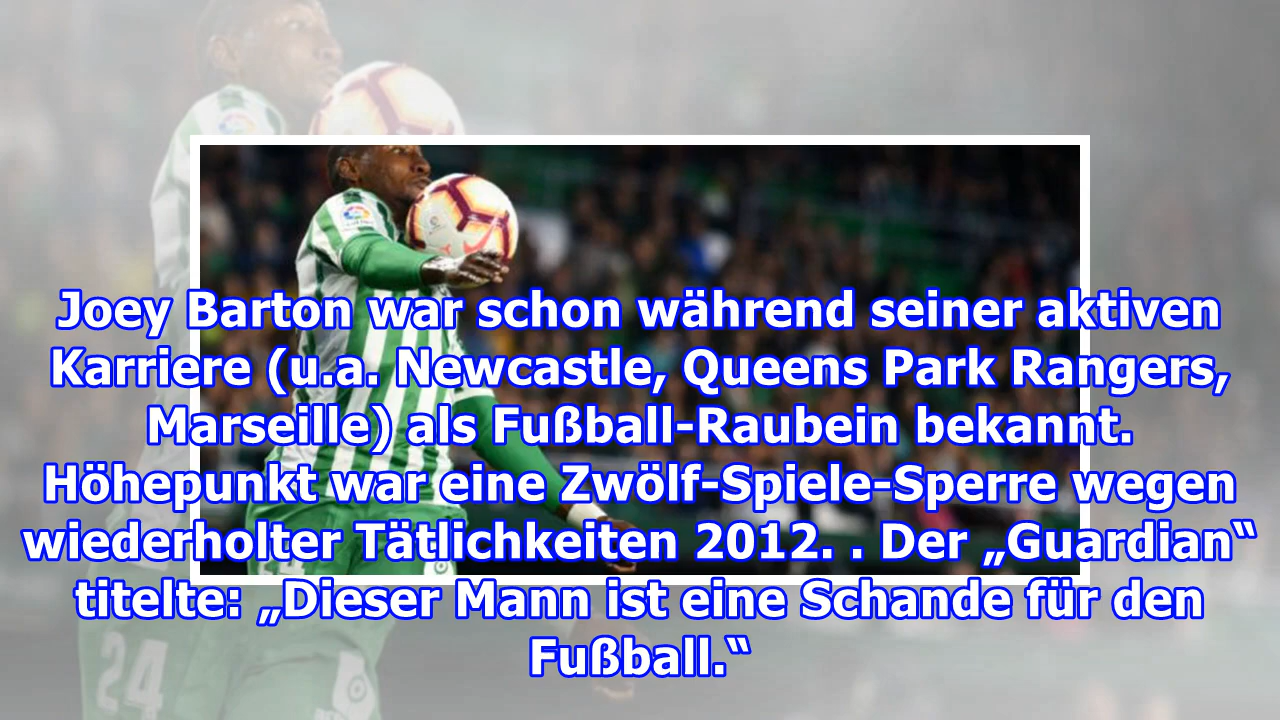 Joey Barton war schon während seiner aktiven
Karriere (u.a. Newcastle, Queens Park Rangers,
Marseille) als Fußball-Raubein bekannt.
Höhepunkt war eine Zwölf-Spiele-Sperre wegen
wiederholter Tätlichkeiten 2012. . Der „Guardian“
titelte: „Dieser Mann ist eine Schande für den
Fußball.“
24